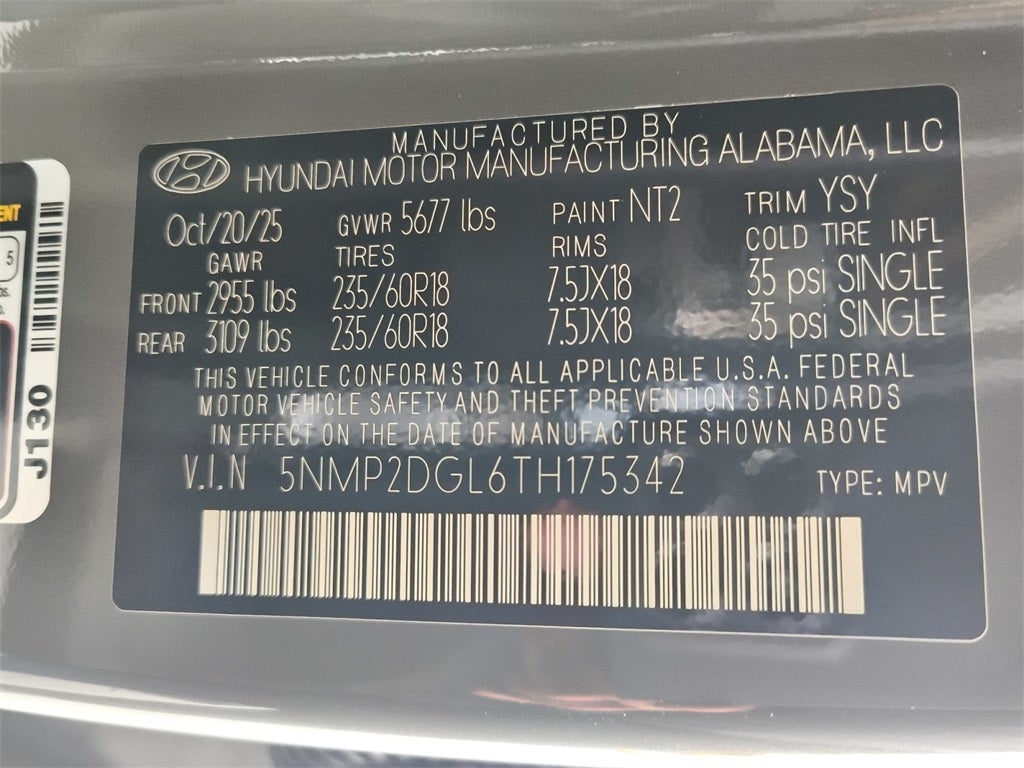 MANUFACTURED BY
HYUNDAI MOTOR MANUFACTURING ALABAMA, LLC
Oct/20/25 GVWR 5677 lbs PAINT NT2 TRIM YSY
GAWR TIRES RIMS COLD TIRE INFL
FRONT 2955 lbs 235/60R18 7.5JX18 35 psi SINGLE
REAR 3109 lbs 235/60R18 7.5JX18 35 psi SINGLE
THIS VEHICLE CONFORMS TO ALL APPLICABLE U.S.A. FEDERAL
MOTOR VEHICLE SAFETY AND THEFT PREVENTION STANDARDS
IN EFFECT ON THE DATE OF MANUFACTURE SHOWN ABOVE
V.I.N 5NMP2DGL6TH175342 TYPE: MPV
5
J130